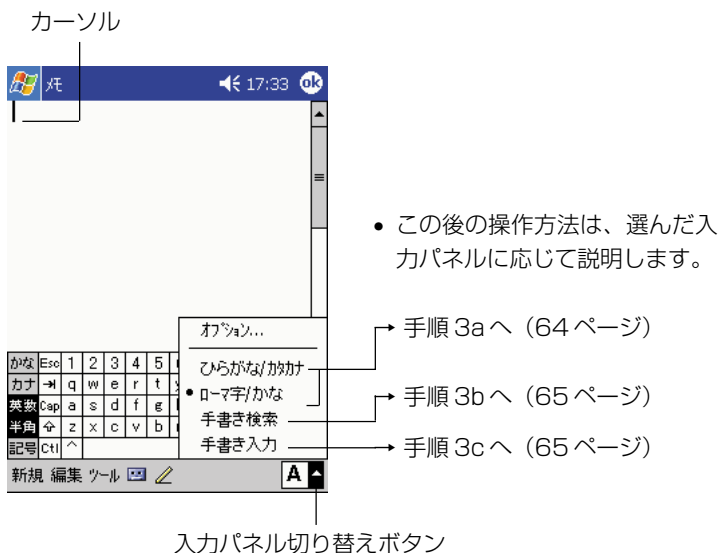 カーソル
メモ
17:33 ok
• この後の操作方法は、選んだ入
力パネルに応じて説明します。
オプション...
ひらがな/カタカナ
手順 3a へ（64 ページ）
• ローマ字/かな
手書き検索
手順 3b へ（65 ページ）
手書き入力
手順 3c へ（65 ページ）
かな Esc 1 2 3 4 5
カナ →| q w e r t
英数 Cap a s d f g
半角 z x c v b
記号 Ctl ^
新規 編集 ツール A
入力パネル切り替えボタン